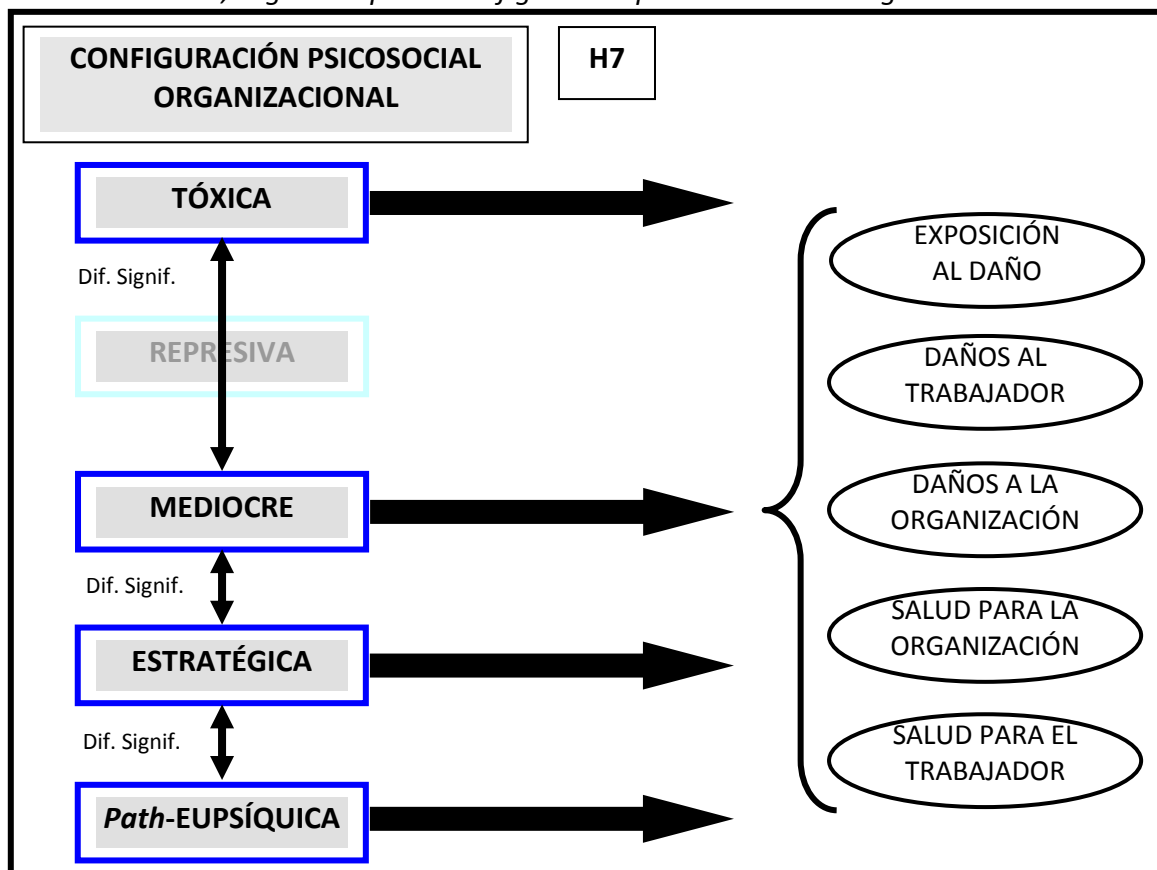 CONFIGURACIÓN PSICOSOCIAL
ORGANIZACIONAL
H7
TÓXICA
Dif. Signif.
REPRESIVA
MEDIOCRE
Dif. Signif.
ESTRATÉGICA
Dif. Signif.
Path-EUPSÍQUICA
EXPOSICIÓN
AL DAÑO
DAÑOS AL
TRABAJADOR
DAÑOS A LA
ORGANIZACIÓN
SALUD PARA LA
ORGANIZACIÓN
SALUD PARA EL
TRABAJADOR